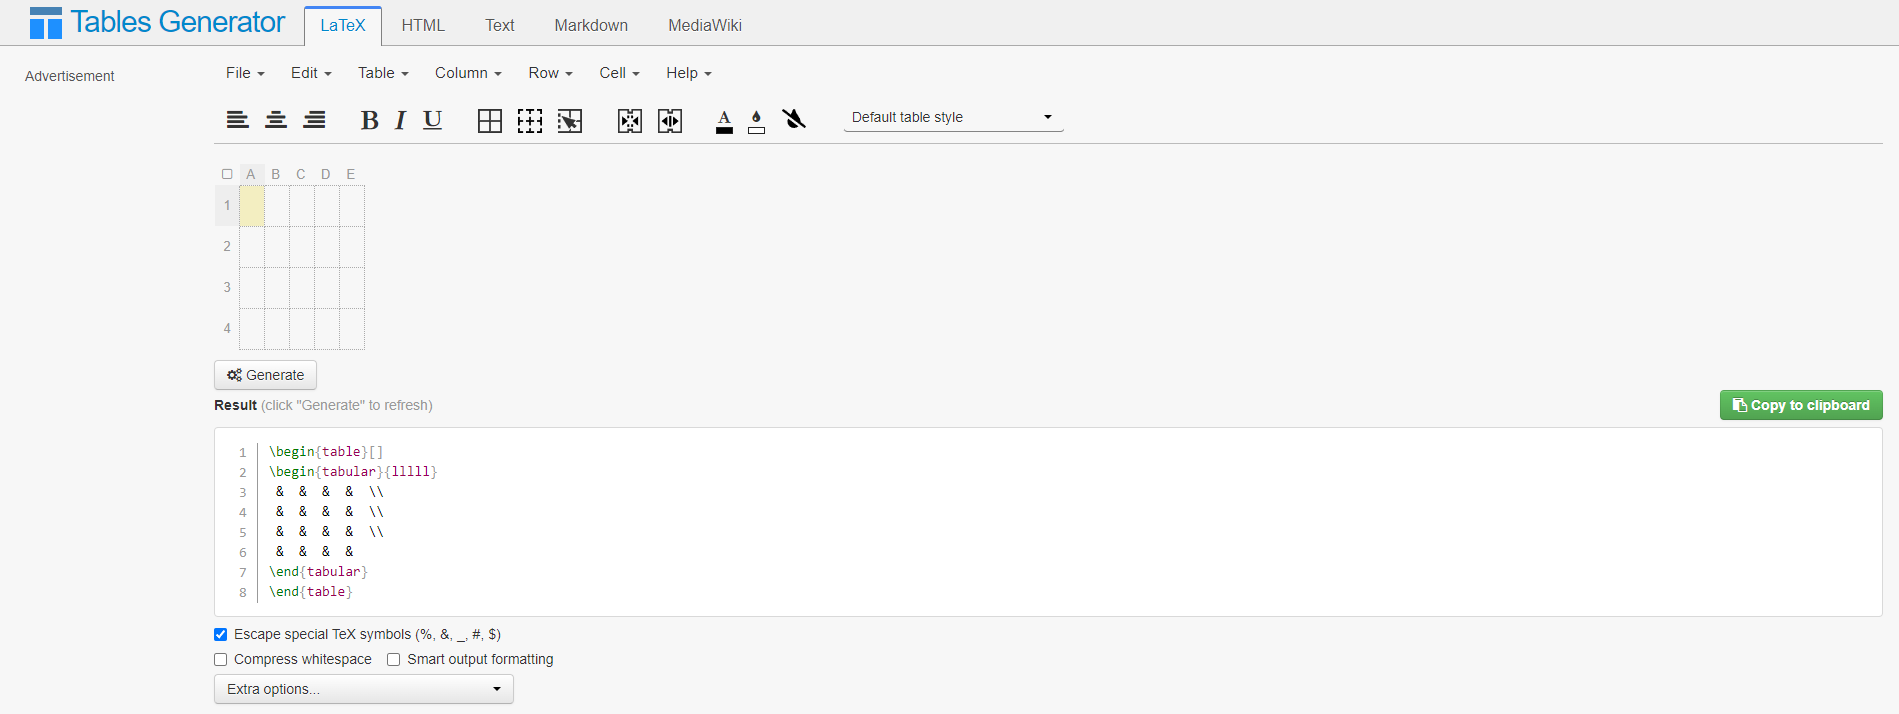 Tables Generator LaTeX HTML Text Markdown MediaWiki
Advertisement
File Edit Table Column Row Cell Help
B I U A Default table style
A B C D E
1
2
3
4
Generate
Result (click "Generate" to refresh)
Copy to clipboard
1 \begin{table}[]
2 \begin{tabular}{lllll}
3 & & & & \\
4 & & & & \\
5 & & & & \\
6 & & & &
7 \end{tabular}
8 \end{table}
Escape special TeX symbols (%, &, _, #, $)
Compress whitespace Smart output formatting
Extra options...